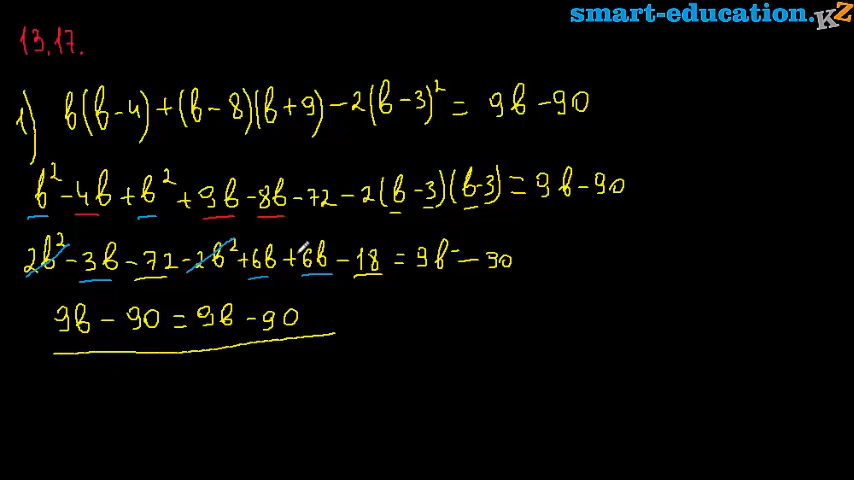 smart-education.KZ
13.17.
1) b(b-4)+(b-8)(b+9)-2(b-3)²= 9b-90
b²-4b+b²+9b-8b-72-2(b-3)(b-3)=9b-90
2b²-3b-72-2b²+6b+6b-18=9b-90
9b-90=9b-90